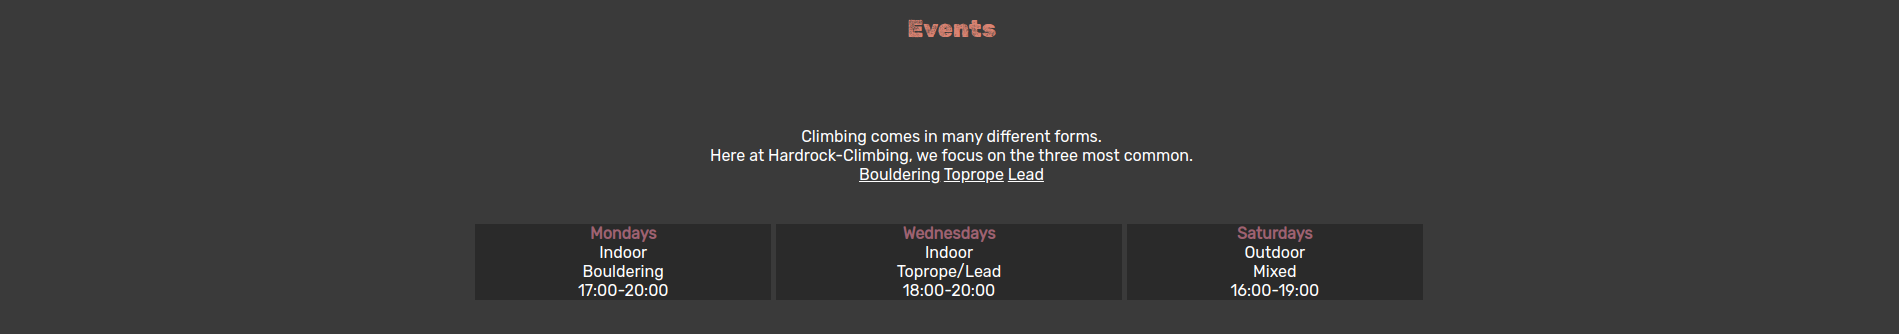 Events
Climbing comes in many different forms.
Here at Hardrock-Climbing, we focus on the three most common.
Bouldering Toprope Lead
Mondays
Indoor
Bouldering
17:00-20:00
Wednesdays
Indoor
Toprope/Lead
18:00-20:00
Saturdays
Outdoor
Mixed
16:00-19:00